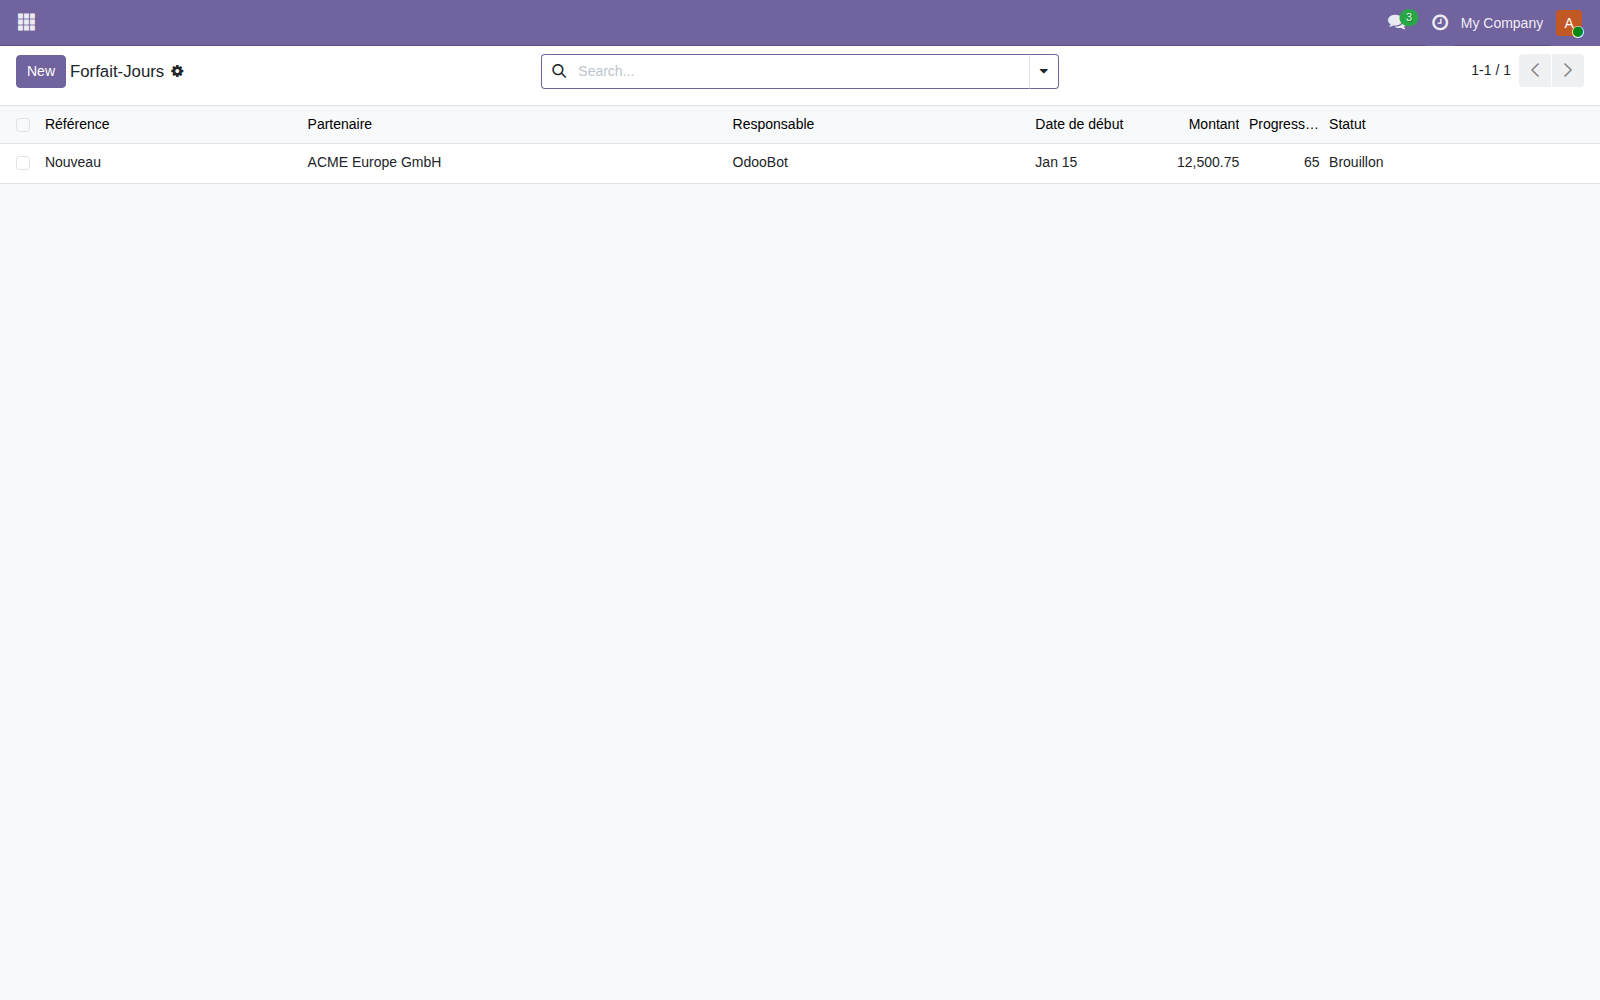 3 My Company A
New Forfait-Jours Search... 1-1 / 1
Référence Partenaire Responsable Date de début Montant Progress... Statut
Nouveau ACME Europe GmbH OdooBot Jan 15 12,500.75 65 Brouillon